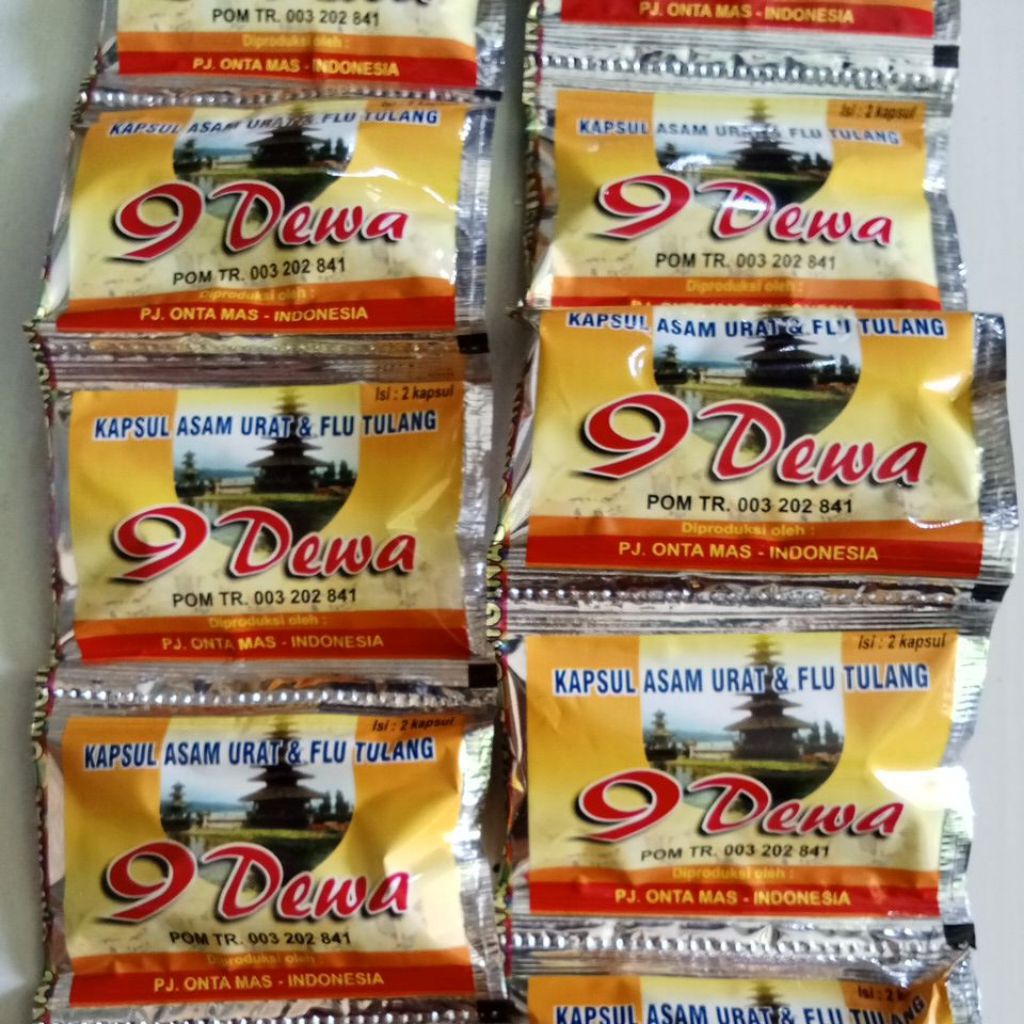 POM TR. 003 202 841
Diproduksi oleh :
PJ. ONTA MAS - INDONESIA
KAPSUL ASAM URAT & FLU TULANG
9 Dewa
POM TR. 003 202 841
Diproduksi oleh :
PJ. ONTA MAS - INDONESIA
Isi : 2 kapsul
KAPSUL ASAM URAT & FLU TULANG
9 Dewa
POM TR. 003 202 841
Diproduksi oleh :
PJ. ONTA MAS - INDONESIA
Isi : 2 kapsul
KAPSUL ASAM URAT & FLU TULANG
9 Dewa
POM TR. 003 202 841
Diproduksi oleh :
PJ. ONTA MAS - INDONESIA
PJ. ONTA MAS - INDONESIA
Isi : 2 kapsul
KAPSUL ASAM URAT & FLU TULANG
9 Dewa
POM TR. 003 202 841
Diproduksi oleh :
PJ. ONTA MAS - INDONESIA
KAPSUL ASAM URAT & FLU TULANG
9 Dewa
POM TR. 003 202 841
Diproduksi oleh :
PJ. ONTA MAS - INDONESIA
Isi : 2 kapsul
KAPSUL ASAM URAT & FLU TULANG
9 Dewa
POM TR. 003 202 841
Diproduksi oleh :
PJ. ONTA MAS - INDONESIA
Isi : 2
KAPSUL ASAM URAT & FLU TULANG